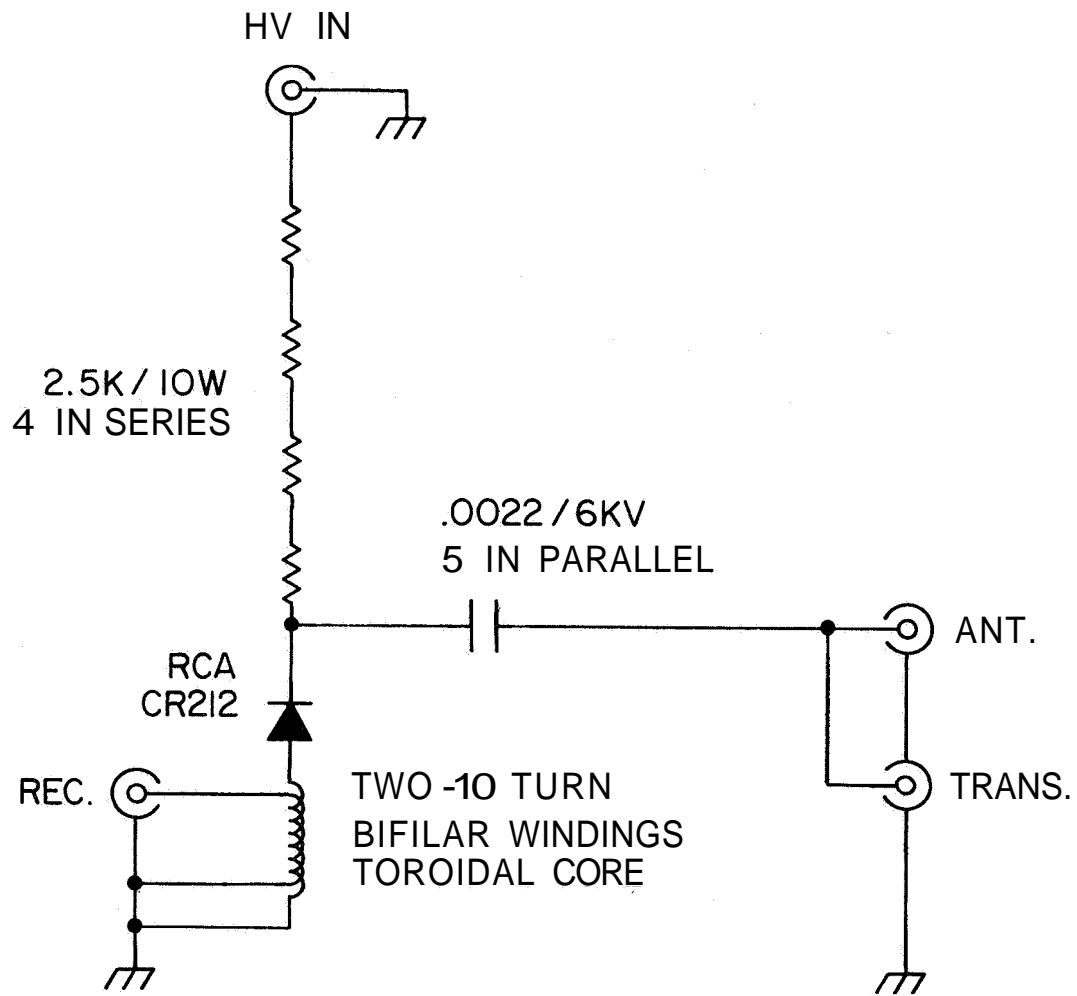 HV IN
2.5K / 10W
4 IN SERIES
.0022 / 6KV
5 IN PARALLEL
ANT.
RCA
CR212
REC.
TWO -10 TURN
BIFILAR WINDINGS
TOROIDAL CORE
TRANS.